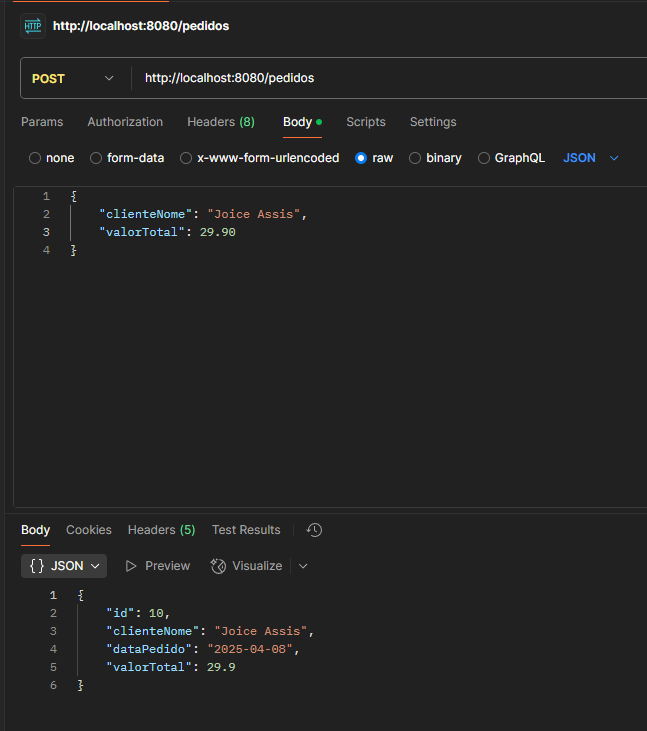 HTTP http://localhost:8080/pedidos
POST http://localhost:8080/pedidos
Params Authorization Headers (8) Body Scripts Settings
none form-data x-www-form-urlencoded raw binary GraphQL JSON
1 {
2 "clienteNome": "Joice Assis",
3 "valorTotal": 29.90
4 }
Body Cookies Headers (5) Test Results
{} JSON Preview Visualize
1 {
2 "id": 10,
3 "clienteNome": "Joice Assis",
4 "dataPedido": "2025-04-08",
5 "valorTotal": 29.9
6 }